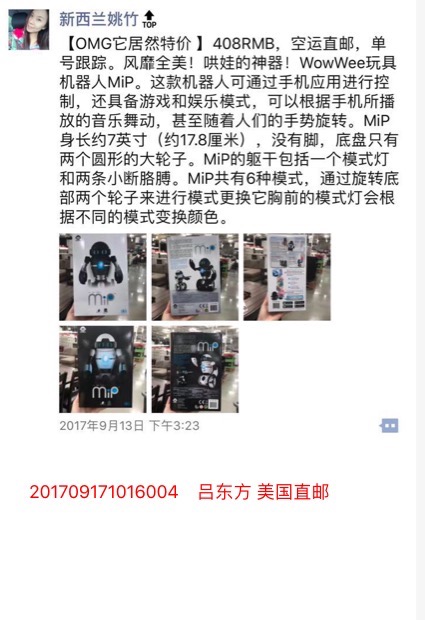 新西兰姚竹 TOP
【OMG它居然特价 】408RMB，空运直邮，单
号跟踪。风靡全美！哄娃的神器！WowWee玩具
机器人MiP。这款机器人可通过手机应用进行控
制，还具备游戏和娱乐模式，可以根据手机所播
放的音乐舞动，甚至随着人们的手势旋转。MiP
身长约7英寸（约17.8厘米），没有脚，底盘只有
两个圆形的大轮子。MiP的躯干包括一个模式灯
和两条小断胳膊。MiP共有6种模式，通过旋转底
部两个轮子来进行模式更换它胸前的模式灯会根
据不同的模式变换颜色。
MiP
MiP
MiP
MiP
2017年9月13日 下午3:23
201709171016004 吕东方 美国直邮